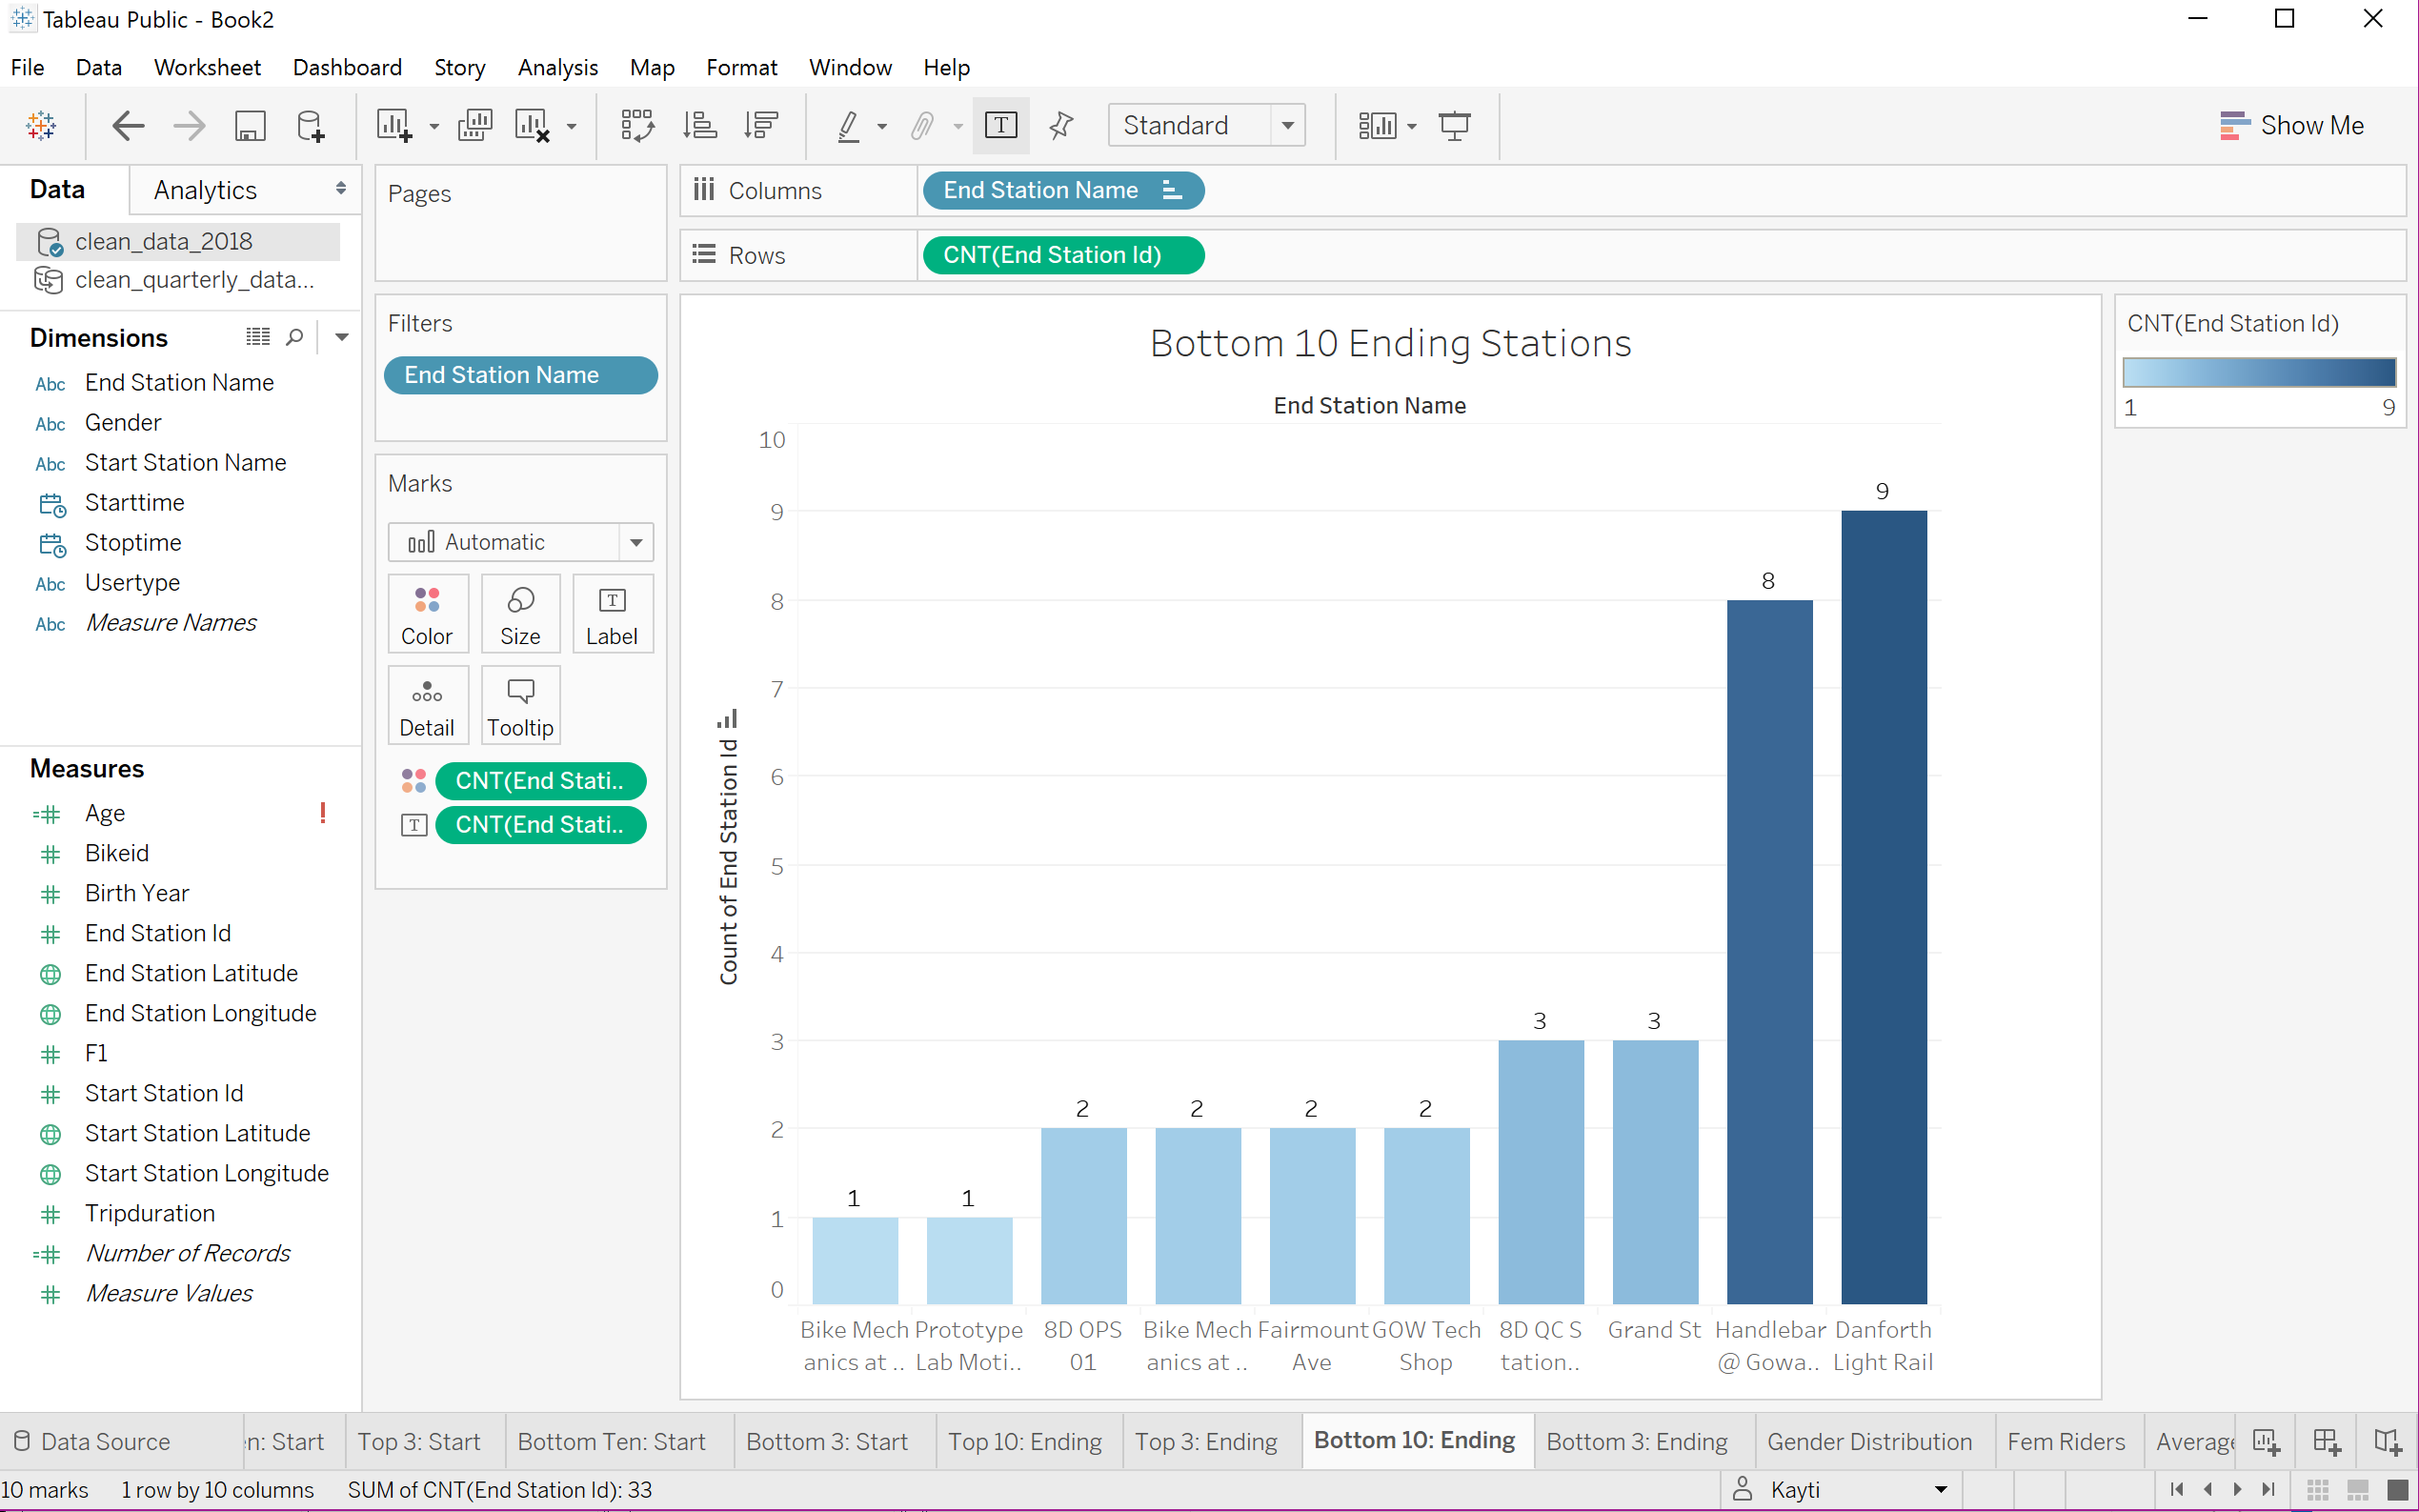 Tableau Public - Book2
File Data Worksheet Dashboard Story Analysis Map Format Window Help
Standard
Show Me
Data Analytics
clean_data_2018
clean_quarterly_data...
Dimensions
Abc End Station Name
Abc Gender
Abc Start Station Name
Starttime
Stoptime
Abc Usertype
Abc Measure Names
Measures
Age !
Bikeid
Birth Year
End Station Id
End Station Latitude
End Station Longitude
F1
Start Station Id
Start Station Latitude
Start Station Longitude
Tripduration
Number of Records
Measure Values
Pages
Filters
End Station Name
Marks
Automatic
Color Size Label
Detail Tooltip
CNT(End Stati..
CNT(End Stati..
Columns End Station Name
Rows CNT(End Station Id)
Bottom 10 Ending Stations
End Station Name
Count of End Station Id
10
9
8
7
6
5
4
3
2
1
0
1 1 2 2 2 2 3 3 8 9
Bike Mech Prototype 8D OPS Bike Mech Fairmount GOW Tech 8D QC S Grand St Handlebar Danforth
anics at .. Lab Moti.. 01 anics at .. Ave Shop tation.. @ Gowa.. Light Rail
CNT(End Station Id)
1 9
Data Source n: Start Top 3: Start Bottom Ten: Start Bottom 3: Start Top 10: Ending Top 3: Ending Bottom 10: Ending Bottom 3: Ending Gender Distribution Fem Riders Average
10 marks 1 row by 10 columns SUM of CNT(End Station Id): 33 Kayti